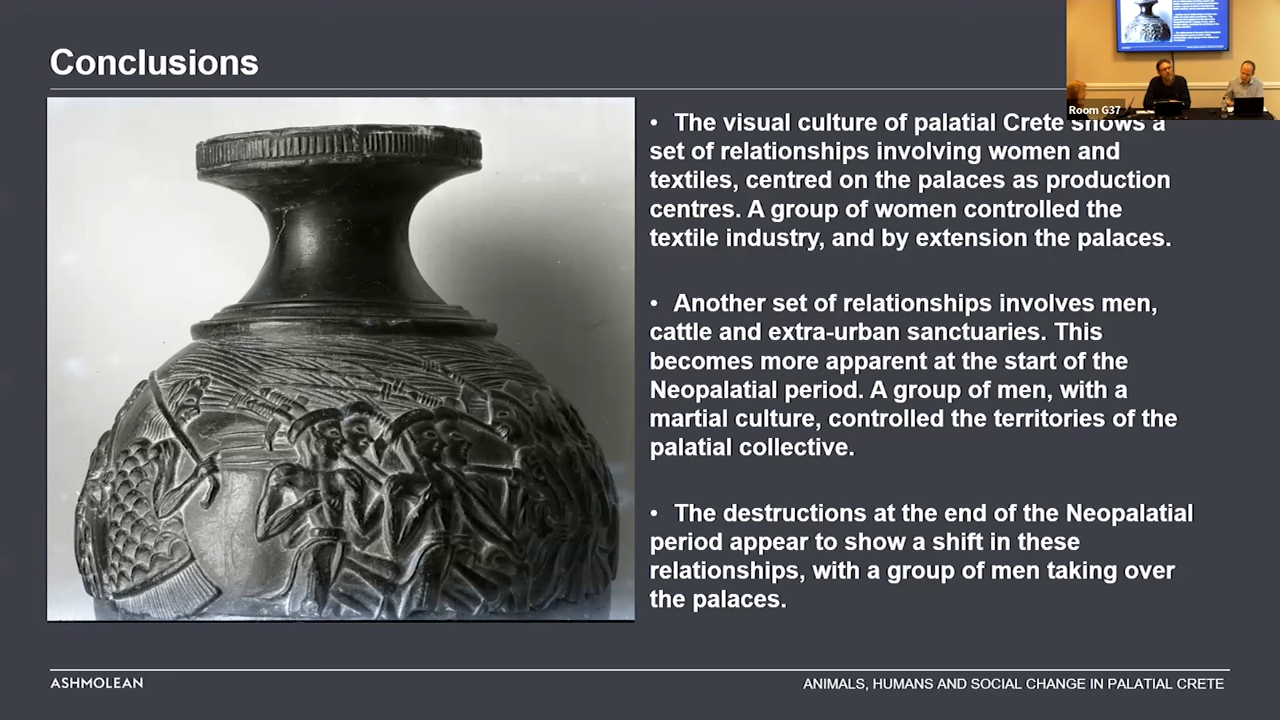 Conclusions
Room G37
• The visual culture of palatial Crete shows a
set of relationships involving women and
textiles, centred on the palaces as production
centres. A group of women controlled the
textile industry, and by extension the palaces.
• Another set of relationships involves men,
cattle and extra-urban sanctuaries. This
becomes more apparent at the start of the
Neopalatial period. A group of men, with a
martial culture, controlled the territories of the
palatial collective.
• The destructions at the end of the Neopalatial
period appear to show a shift in these
relationships, with a group of men taking over
the palaces.
ASHMOLEAN
ANIMALS, HUMANS AND SOCIAL CHANGE IN PALATIAL CRETE